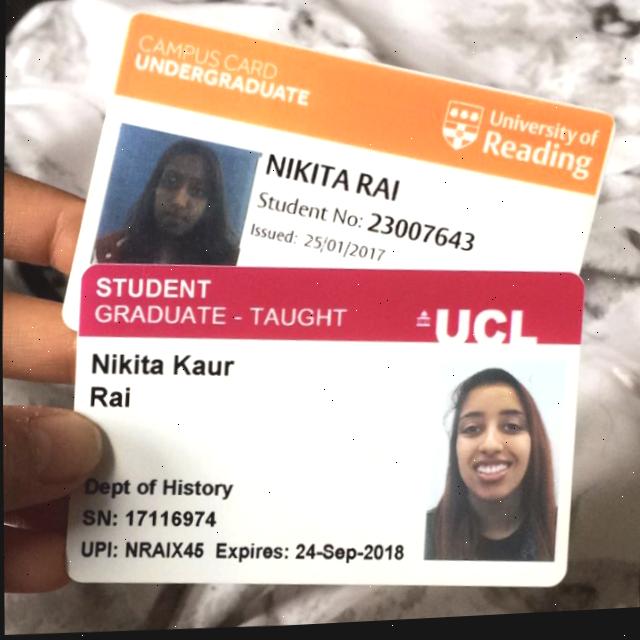 CAMPUS CARD
UNDERGRADUATE
University of
Reading
NIKITA RAI
Student No: 23007643
Issued: 25/01/2017
STUDENT
GRADUATE - TAUGHT
UCL
Nikita Kaur
Rai
Dept of History
SN: 17116974
UPI: NRAIX45 Expires: 24-Sep-2018